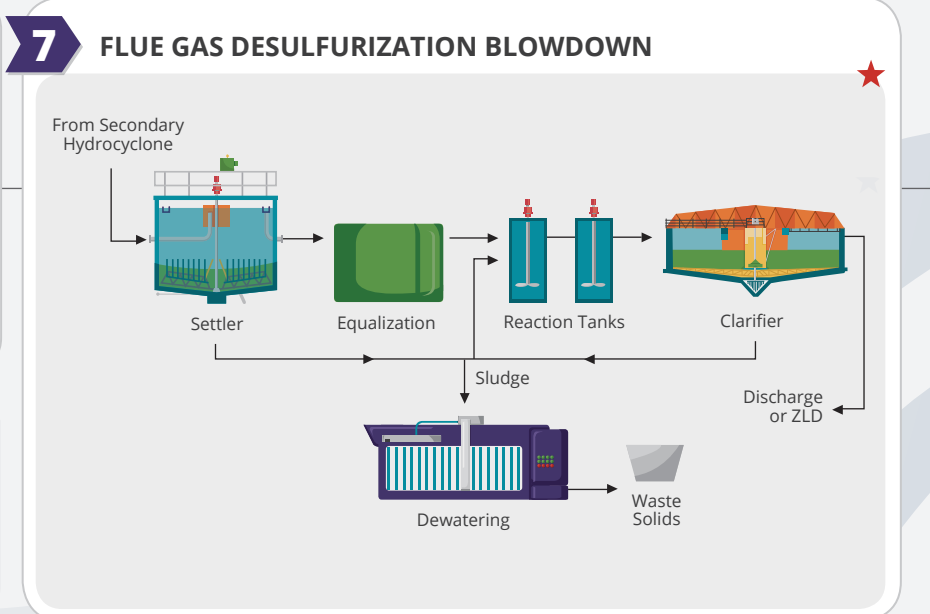 7
FLUE GAS DESULFURIZATION BLOWDOWN
From Secondary
Hydrocyclone
Settler
Equalization
Reaction Tanks
Clarifier
Sludge
Discharge
or ZLD
Dewatering
Waste
Solids